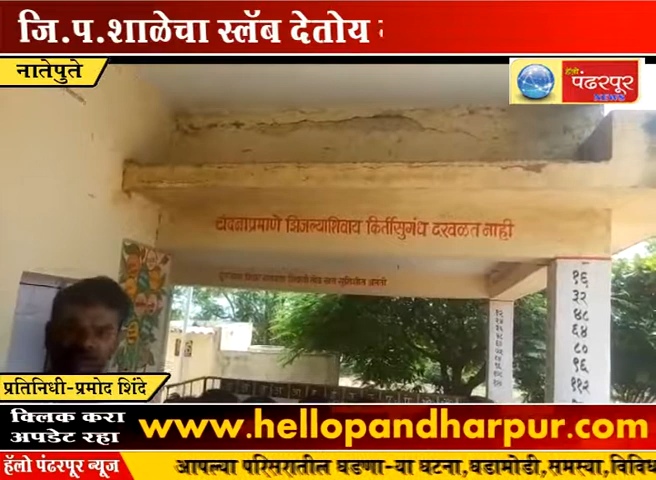 जि.प.शाळेचा स्लॅब देतोय
नातेपुते
हॅलो
पंढरपूर
NEWS
चंदनाप्रमाणे झिजल्याशिवाय किर्तीसुगंध दरवळत नाही
१६
३२
४८
६४
८०
९६
११२
प्रतिनिधी-प्रमोद शिंदे
क्लिक करा
अपडेट रहा
www.hellopandharpur.com
हॅलो पंढरपूर न्यूज
आपल्या परिसरातील घडणा-या घटना,घडामोडी,समस्या,विविध